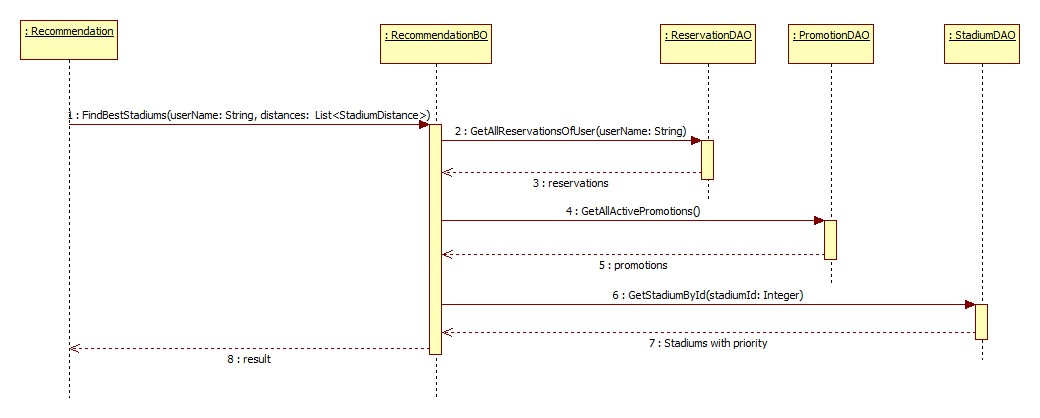 : Recommendation
: RecommendationBO
: ReservationDAO
: PromotionDAO
: StadiumDAO
1 : FindBestStadiums(userName: String, distances: List<StadiumDistance>)
2 : GetAllReservationsOfUser(userName: String)
3 : reservations
4 : GetAllActivePromotions()
5 : promotions
6 : GetStadiumById(stadiumId: Integer)
7 : Stadiums with priority
8 : result